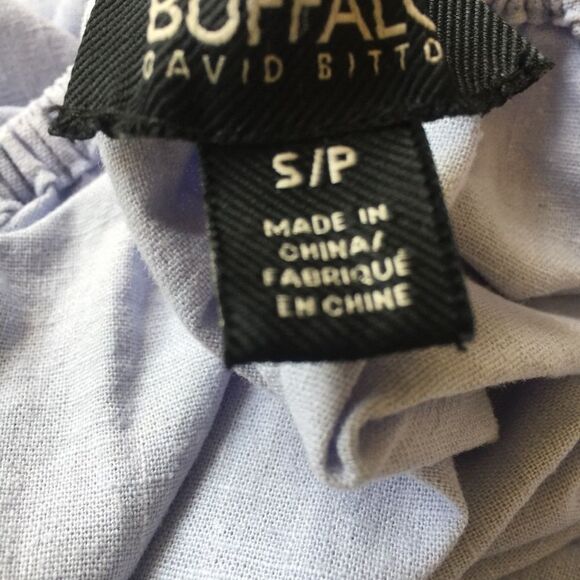 BUFFALO
DAVID BITTO
S/P
MADE IN
CHINA/
FABRIQUÉ
EN CHINE